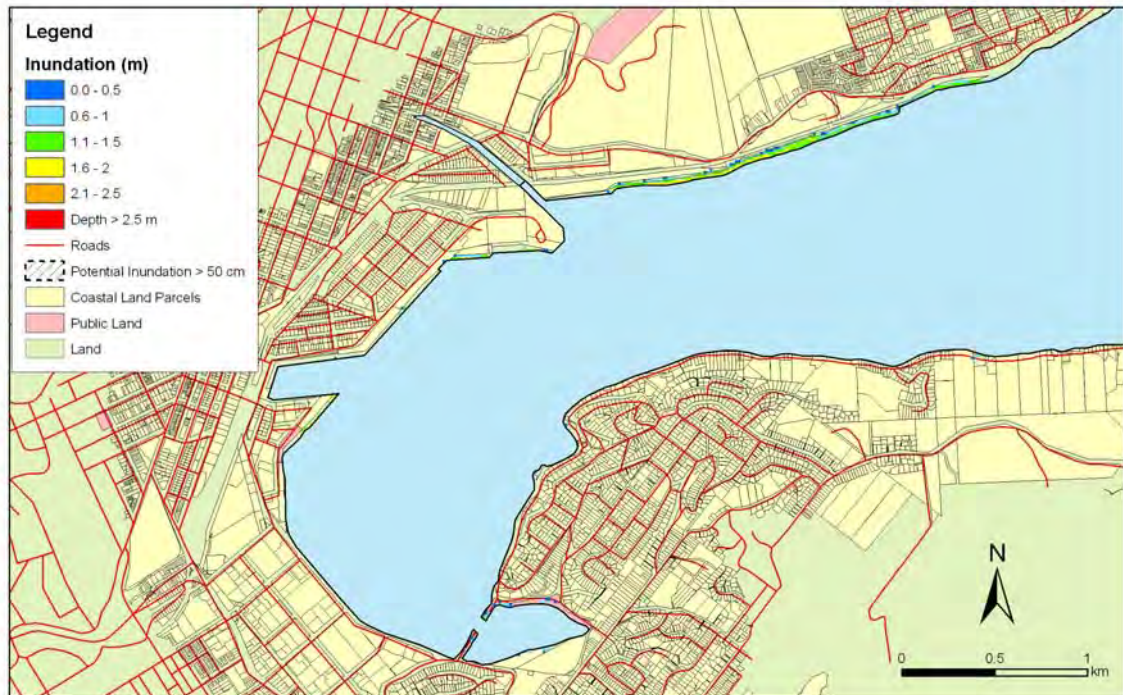 Legend
Inundation (m)
0.0 - 0.5
0.6 - 1
1.1 - 1.5
1.6 - 2
2.1 - 2.5
Depth > 2.5 m
Roads
Potential Inundation > 50 cm
Coastal Land Parcels
Public Land
Land
N
0 0.5 1
km